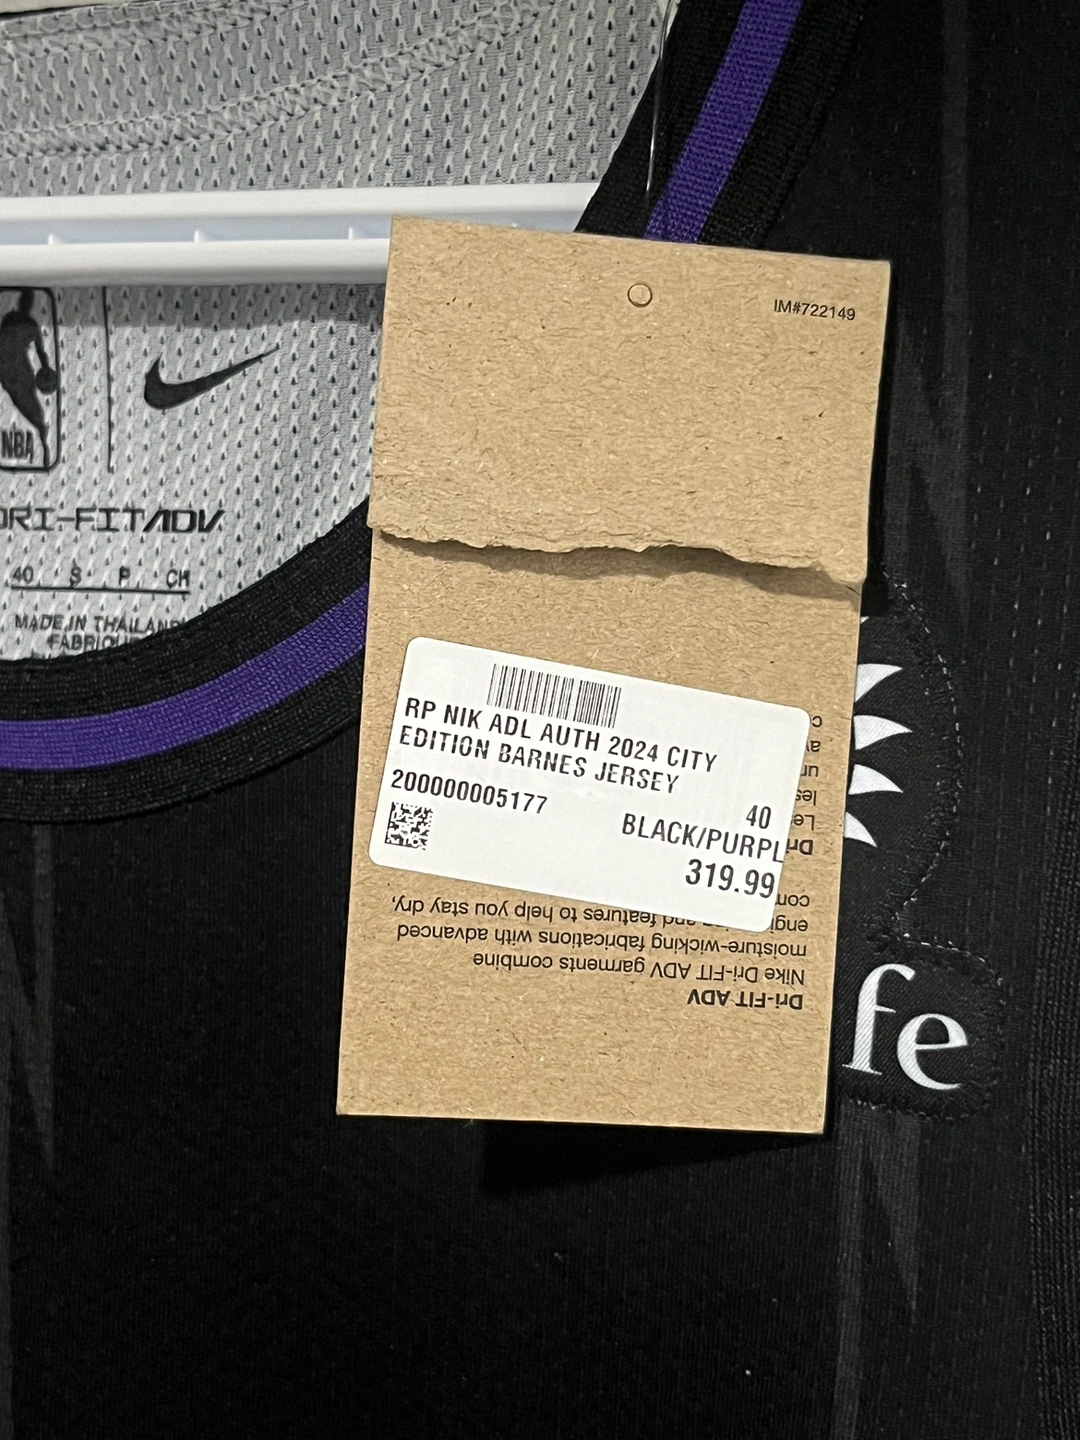 IM#722149
NBA
DRI-FIT ADV
40 S P CH
MADE IN THAILAND
RP NIK ADL AUTH 2024 CITY
EDITION BARNES JERSEY
200000005177
40
BLACK/PURPL
319.99
fe
Dri-FIT ADV
Nike Dri-FIT ADV garments combine
moisture-wicking fabrications with advanced
and features to help you stay dry,